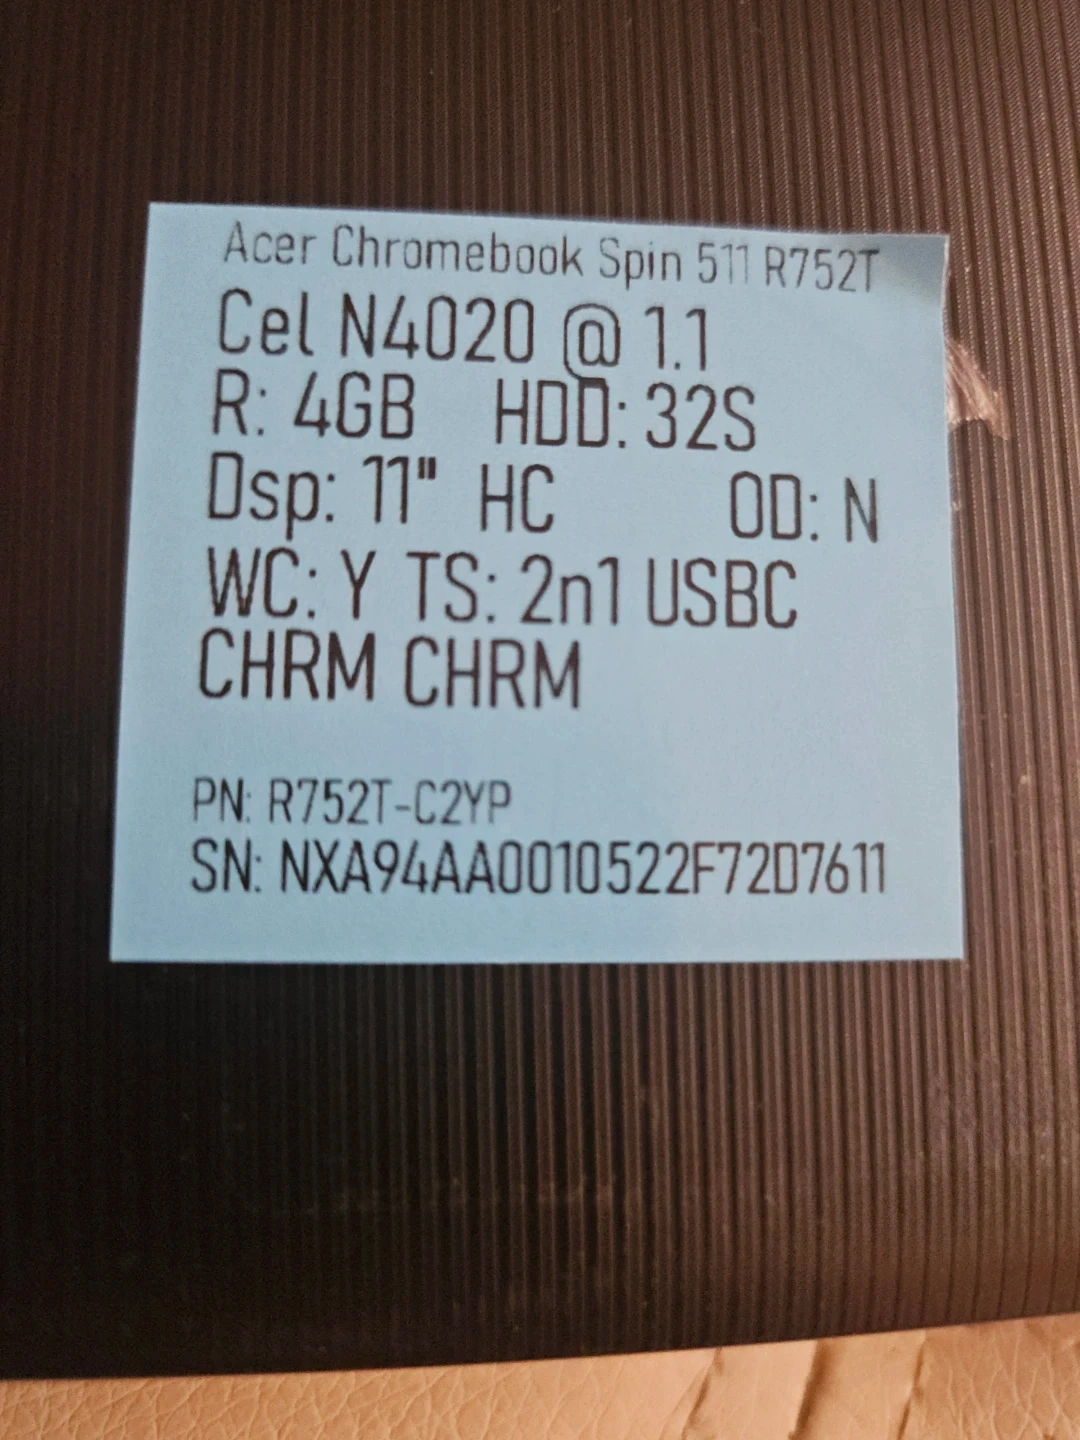 Acer Chromebook Spin 511 R752T
Cel N4020 @ 1.1
R: 4GB HDD: 32S
Dsp: 11" HC OD: N
WC: Y TS: 2n1 USBC
CHRM CHRM
PN: R752T-C2YP
SN: NXA94AA0010522F72D7611